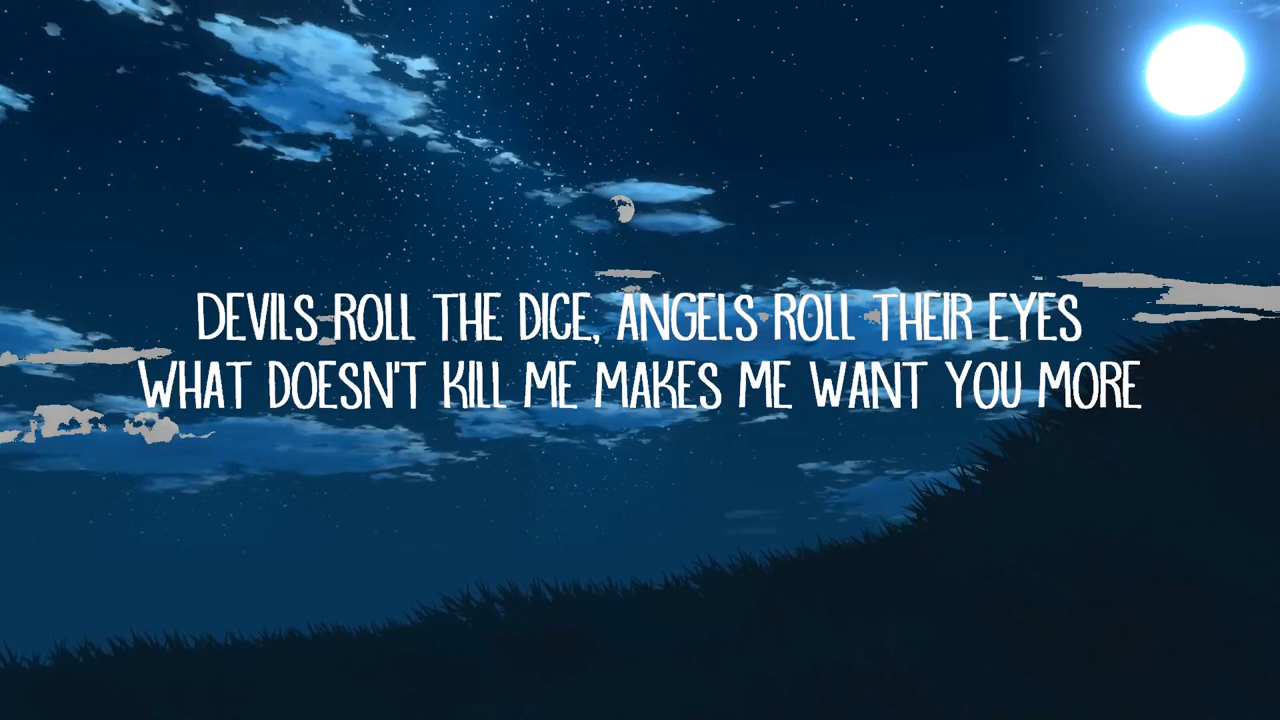 DEVILS ROLL THE DICE, ANGELS ROLL THEIR EYES
WHAT DOESN'T KILL ME MAKES ME WANT YOU MORE